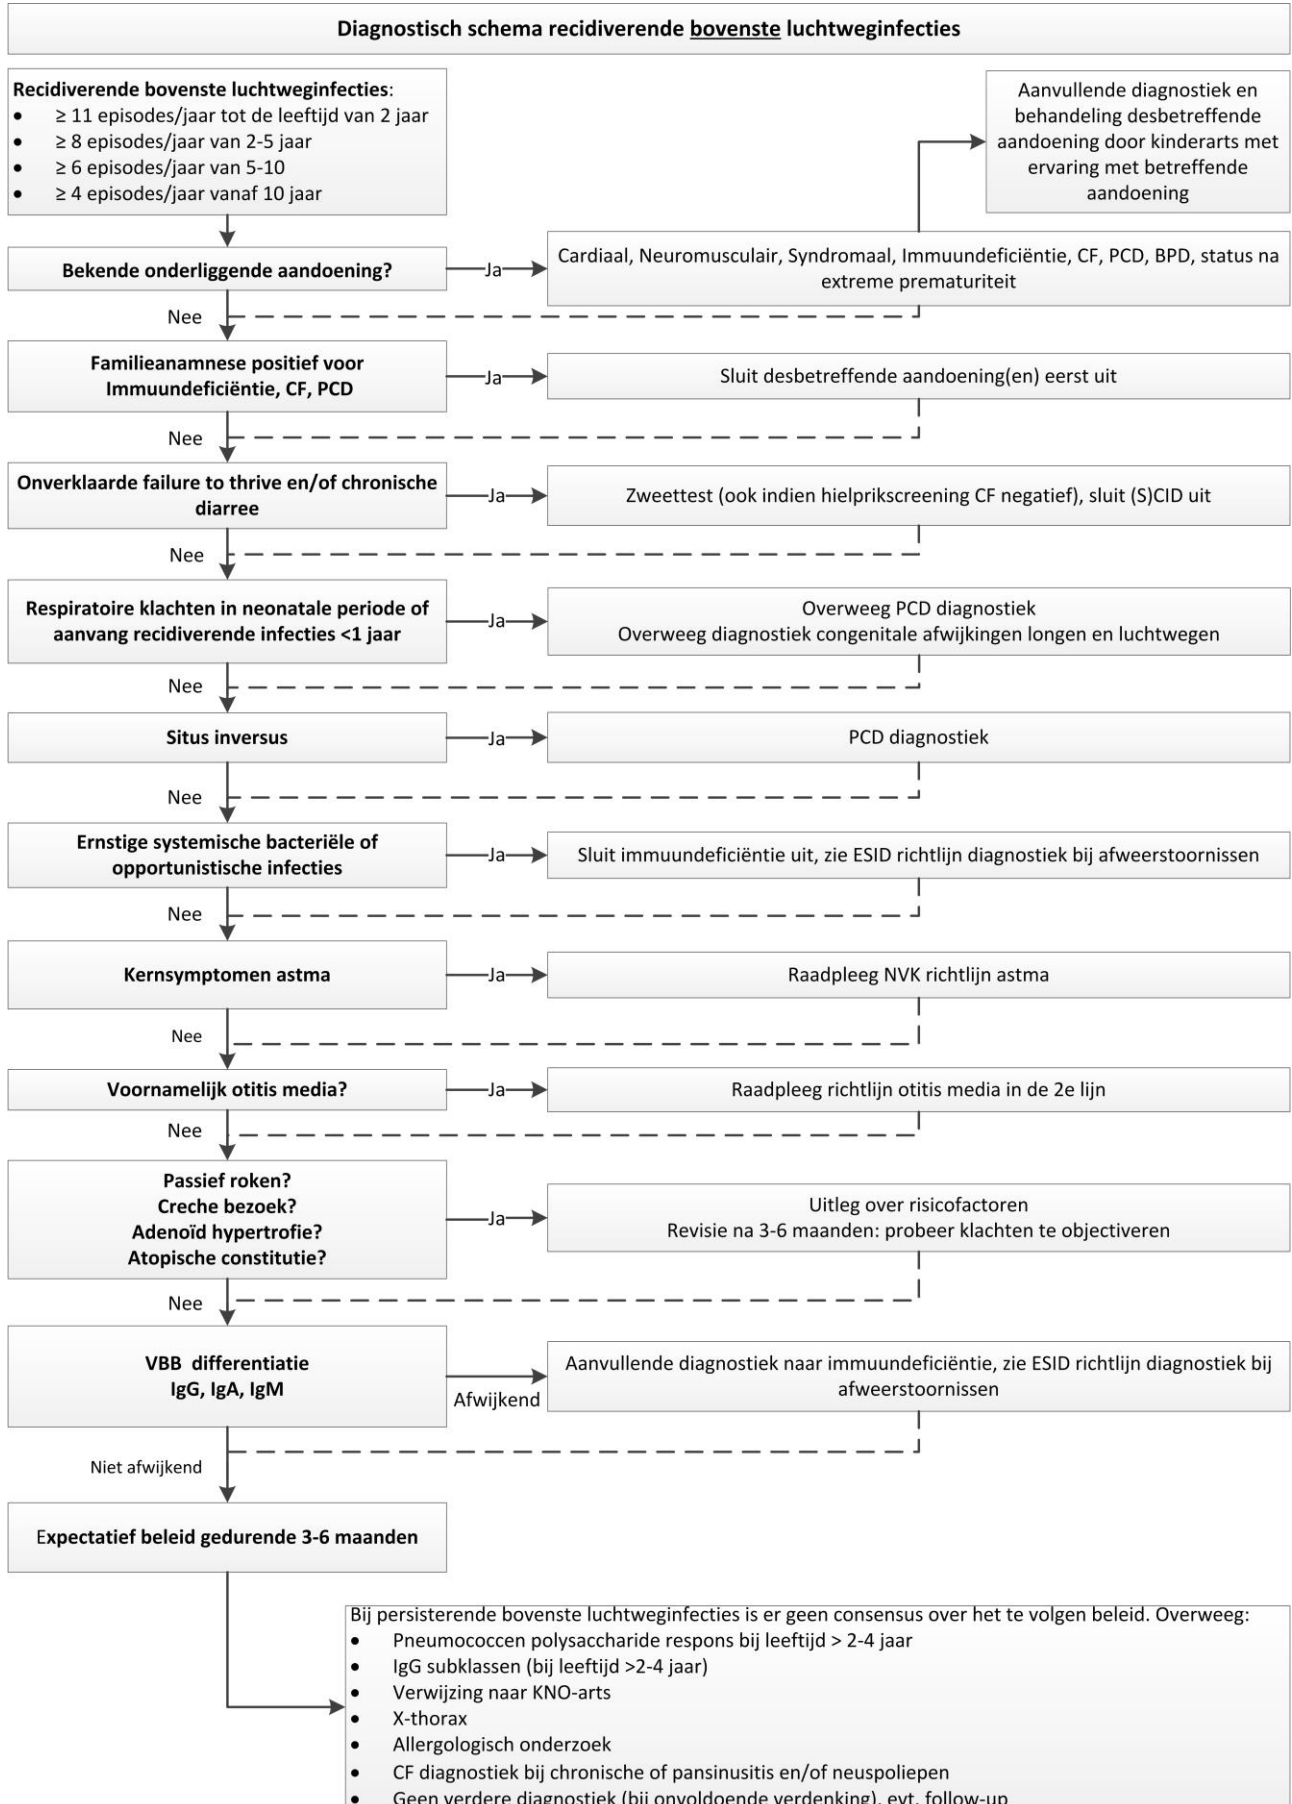 Diagnostisch schema recidiverende bovenste luchtweginfecties
Recidiverende bovenste luchtweginfecties:
• ≥ 11 episodes/jaar tot de leeftijd van 2 jaar
• ≥ 8 episodes/jaar van 2-5 jaar
• ≥ 6 episodes/jaar van 5-10
• ≥ 4 episodes/jaar vanaf 10 jaar
Aanvullende diagnostiek en
behandeling desbetreffende
aandoening door kinderarts met
ervaring met betreffende
aandoening
Bekende onderliggende aandoening?
Ja
Cardiaal, Neuromusculair, Syndromaal, Immuundeficiëntie, CF, PCD, BPD, status na
extreme prematuriteit
Nee
Familieanamnese positief voor
Immuundeficiëntie, CF, PCD
Ja
Sluit desbetreffende aandoening(en) eerst uit
Nee
Onverklaarde failure to thrive en/of chronische
diarree
Ja
Zweettest (ook indien hielprikscreening CF negatief), sluit (S)CID uit
Nee
Respiratoire klachten in neonatale periode of
aanvang recidiverende infecties <1 jaar
Ja
Overweeg PCD diagnostiek
Overweeg diagnostiek congenitale afwijkingen longen en luchtwegen
Nee
Situs inversus
Ja
PCD diagnostiek
Nee
Ernstige systemische bacteriële of
opportunistische infecties
Ja
Sluit immuundeficiëntie uit, zie ESID richtlijn diagnostiek bij afweerstoornissen
Nee
Kernsymptomen astma
Ja
Raadpleeg NVK richtlijn astma
Nee
Voornamelijk otitis media?
Ja
Raadpleeg richtlijn otitis media in de 2e lijn
Nee
Passief roken?
Creche bezoek?
Adenoïd hypertrofie?
Atopische constitutie?
Ja
Uitleg over risicofactoren
Revisie na 3-6 maanden: probeer klachten te objectiveren
Nee
VBB differentiatie
IgG, IgA, IgM
Afwijkend
Aanvullende diagnostiek naar immuundeficiëntie, zie ESID richtlijn diagnostiek bij
afweerstoornissen
Niet afwijkend
Expectatief beleid gedurende 3-6 maanden
Bij persisterende bovenste luchtweginfecties is er geen consensus over het te volgen beleid. Overweeg:
• Pneumococcen polysaccharide respons bij leeftijd > 2-4 jaar
• IgG subklassen (bij leeftijd >2-4 jaar)
• Verwijzing naar KNO-arts
• X-thorax
• Allergologisch onderzoek
• CF diagnostiek bij chronische of pansinusitis en/of neuspoliepen
• Geen verdere diagnostiek (bij onvoldoende verdenking), evt. follow-up